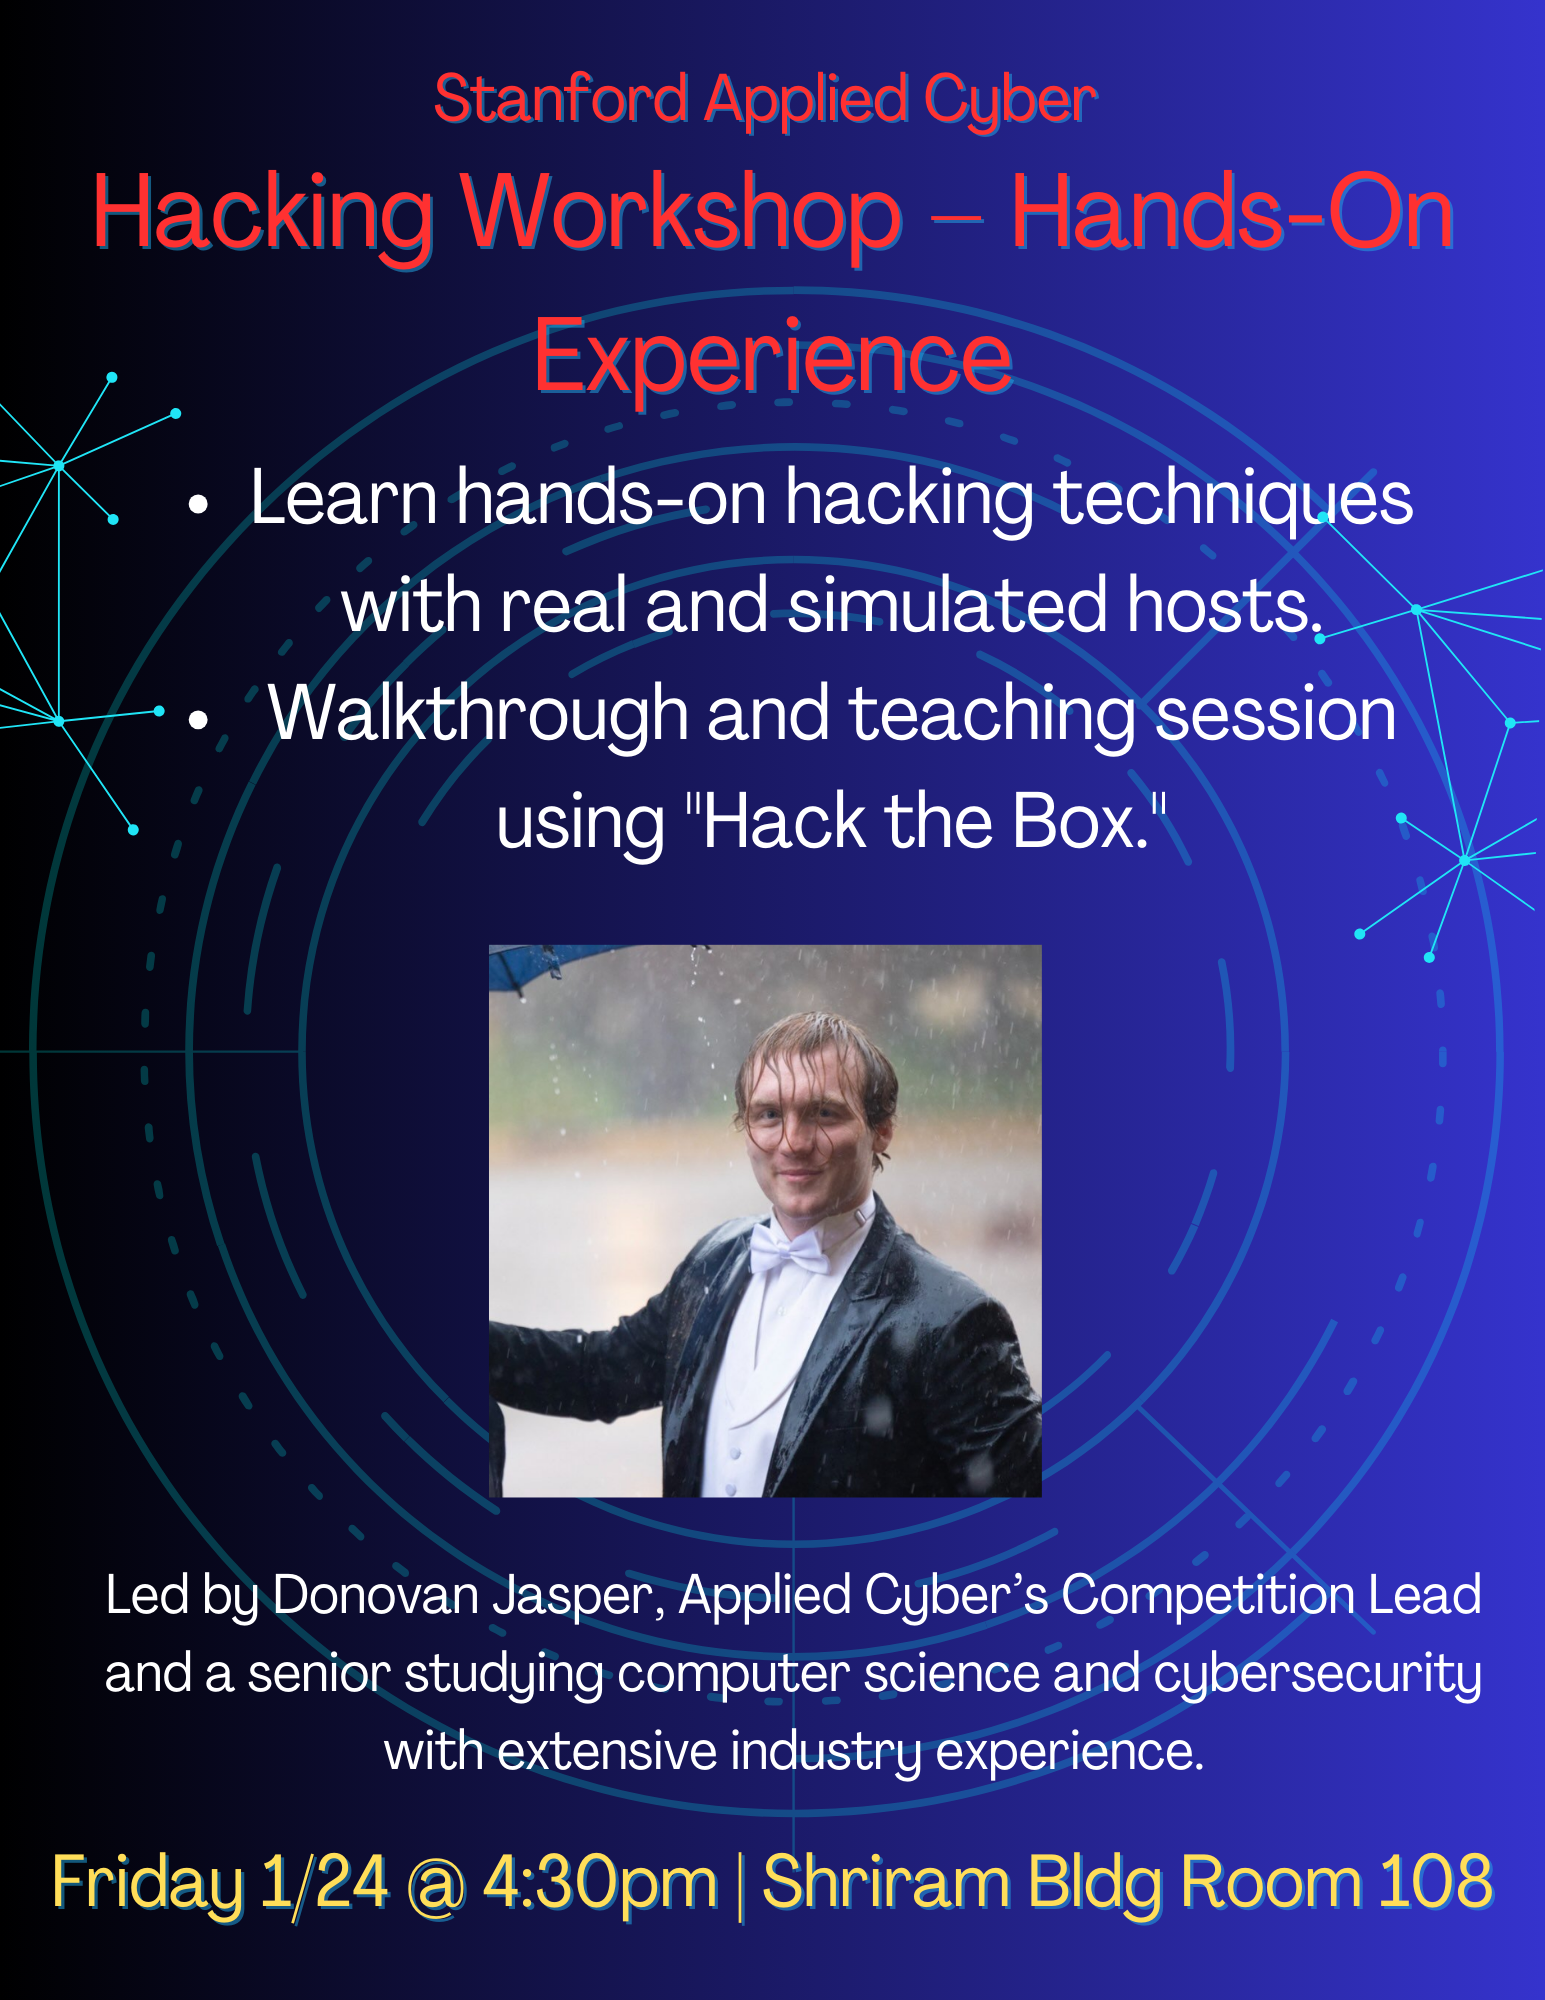 Stanford Applied Cyber
Hacking Workshop – Hands-On
Experience
• Learn hands-on hacking techniques
with real and simulated hosts.
• Walkthrough and teaching session
using "Hack the Box."
Led by Donovan Jasper, Applied Cyber’s Competition Lead
and a senior studying computer science and cybersecurity
with extensive industry experience.
Friday 1/24 @ 4:30pm | Shriram Bldg Room 108